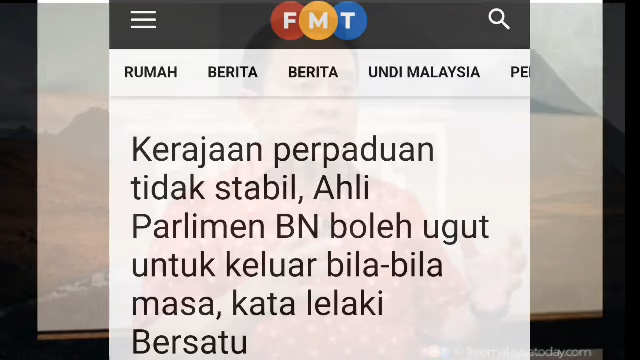 FMT
RUMAH BERITA BERITA UNDI MALAYSIA PE
Kerajaan perpaduan
tidak stabil, Ahli
Parlimen BN boleh ugut
untuk keluar bila-bila
masa, kata lelaki
Bersatu
© freemalaysiatoday.com